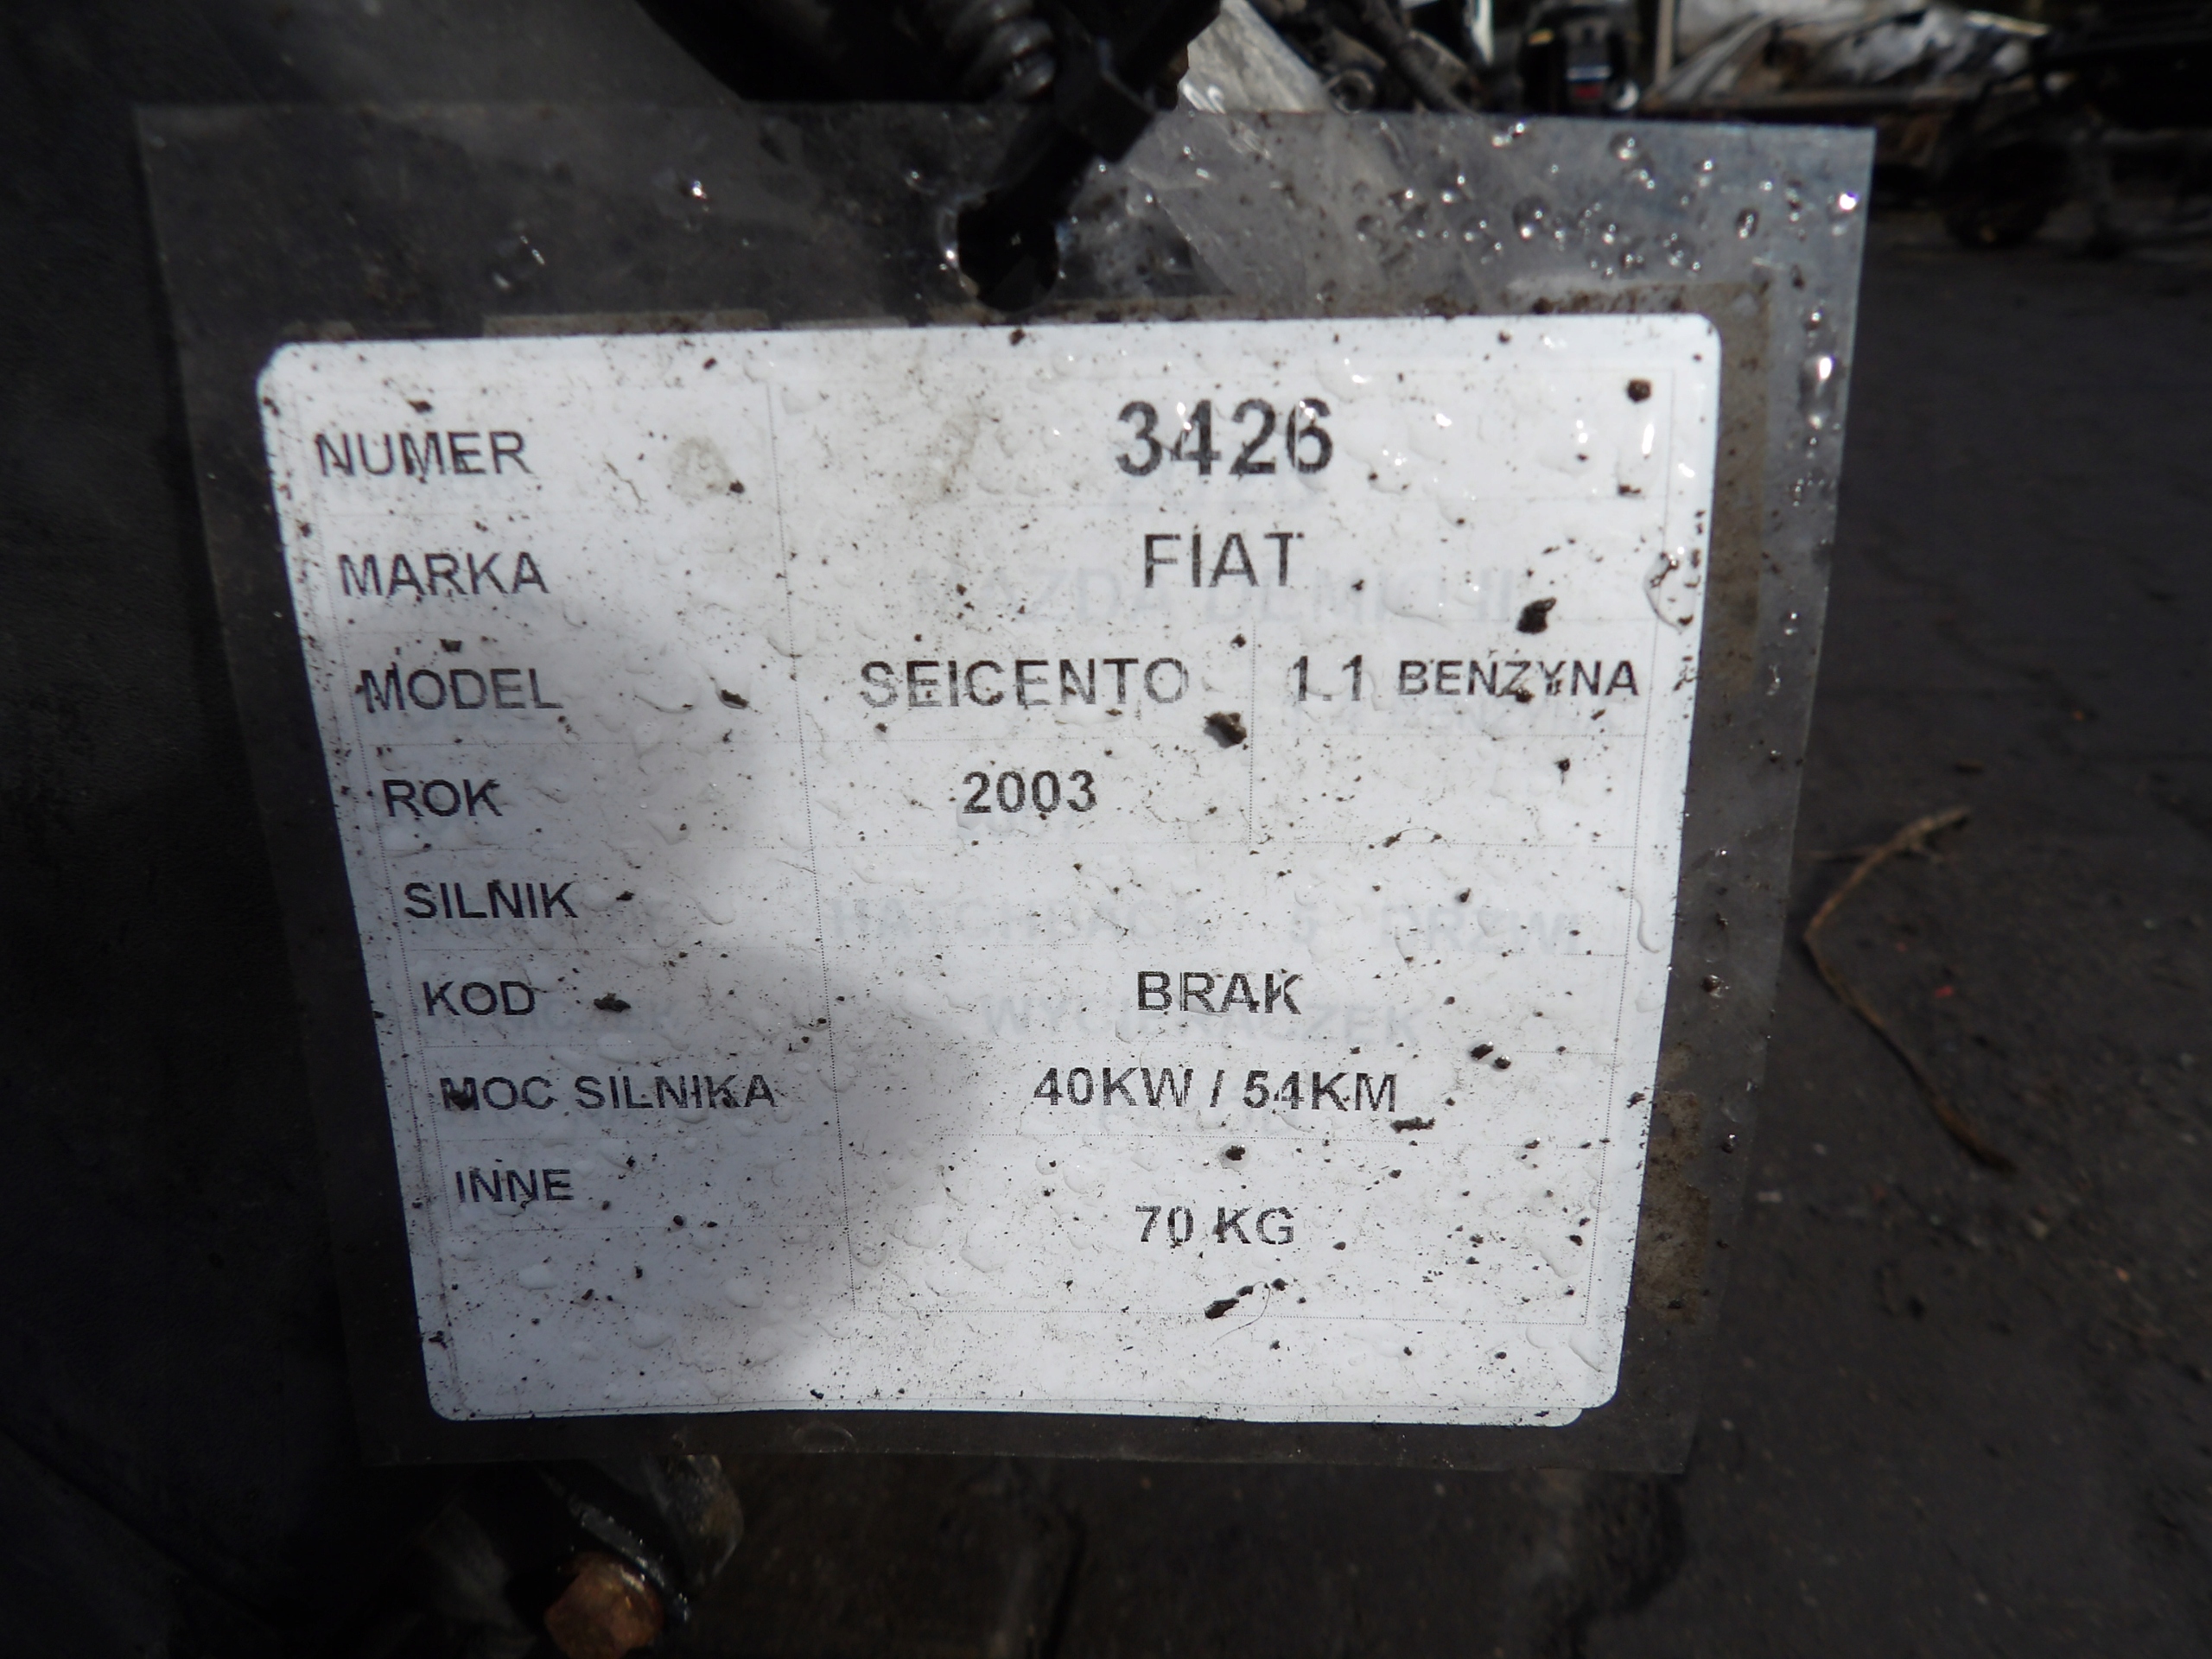 NUMER 3426
MARKA FIAT
MODEL SEICENTO 1.1 BENZYNA
ROK 2003
SILNIK
KOD BRAK
MOC SILNIKA 40KW / 54KM
INNE
70 KG